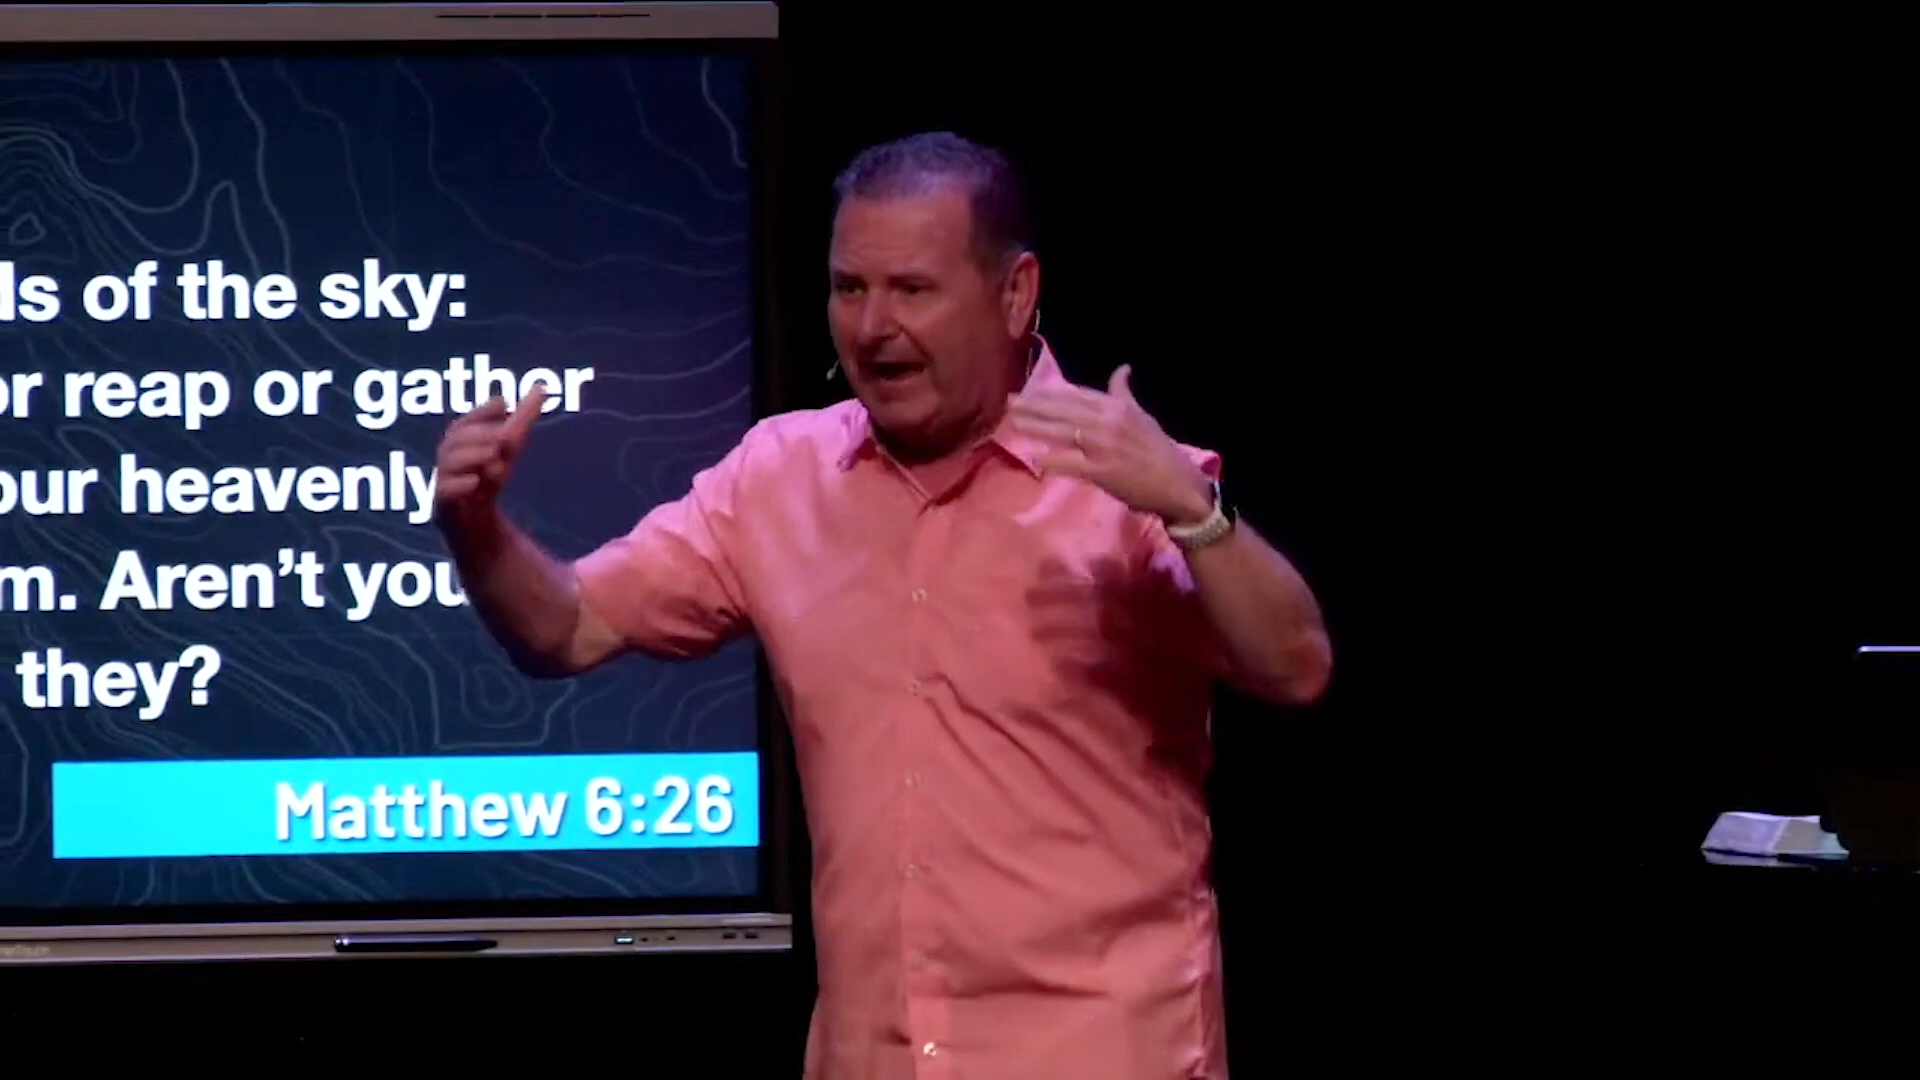 ds of the sky:
or reap or gather
our heavenly
m. Aren't you
they?
Matthew 6:26